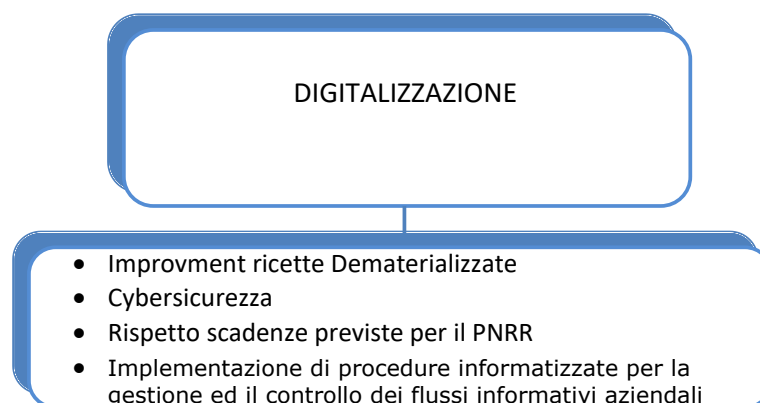 DIGITALIZZAZIONE
• Improvment ricette Dematerializzate
• Cybersicurezza
• Rispetto scadenze previste per il PNRR
• Implementazione di procedure informatizzate per la
gestione ed il controllo dei flussi informativi aziendali